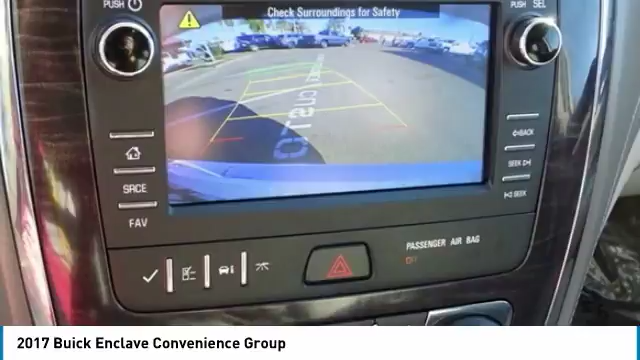 PUSH
PUSH SEL
Check Surroundings for Safety
BACK
SEEK
SRCE
SEEK
FAV
PASSENGER AIR BAG
OFF
2017 Buick Enclave Convenience Group